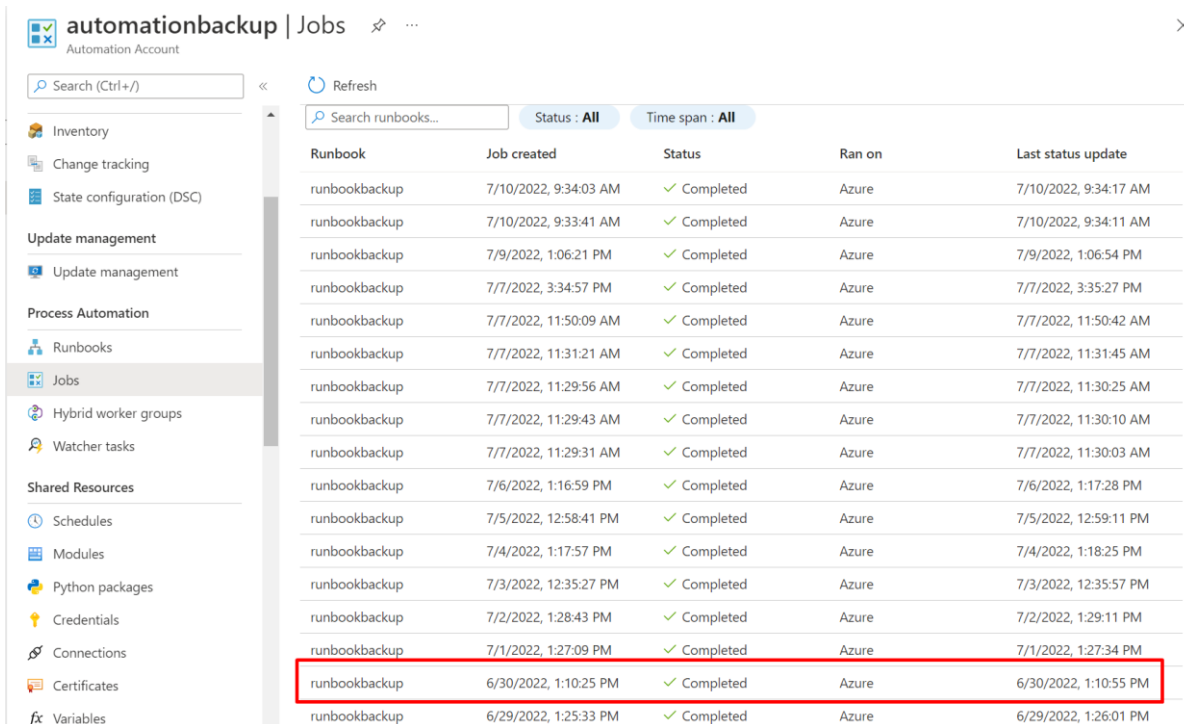 automationbackup | Jobs ...
Automation Account
Search (Ctrl+/) «
Inventory
Change tracking
State configuration (DSC)
Update management
Update management
Process Automation
Runbooks
Jobs
Hybrid worker groups
Watcher tasks
Shared Resources
Schedules
Modules
Python packages
Credentials
Connections
Certificates
fx Variables
Refresh
Search runbooks... Status : All Time span : All
Runbook Job created Status Ran on Last status update
runbookbackup 7/10/2022, 9:34:03 AM Completed Azure 7/10/2022, 9:34:17 AM
runbookbackup 7/10/2022, 9:33:41 AM Completed Azure 7/10/2022, 9:34:11 AM
runbookbackup 7/9/2022, 1:06:21 PM Completed Azure 7/9/2022, 1:06:54 PM
runbookbackup 7/7/2022, 3:34:57 PM Completed Azure 7/7/2022, 3:35:27 PM
runbookbackup 7/7/2022, 11:50:09 AM Completed Azure 7/7/2022, 11:50:42 AM
runbookbackup 7/7/2022, 11:31:21 AM Completed Azure 7/7/2022, 11:31:45 AM
runbookbackup 7/7/2022, 11:29:56 AM Completed Azure 7/7/2022, 11:30:25 AM
runbookbackup 7/7/2022, 11:29:43 AM Completed Azure 7/7/2022, 11:30:10 AM
runbookbackup 7/7/2022, 11:29:31 AM Completed Azure 7/7/2022, 11:30:03 AM
runbookbackup 7/6/2022, 1:16:59 PM Completed Azure 7/6/2022, 1:17:28 PM
runbookbackup 7/5/2022, 12:58:41 PM Completed Azure 7/5/2022, 12:59:11 PM
runbookbackup 7/4/2022, 1:17:57 PM Completed Azure 7/4/2022, 1:18:25 PM
runbookbackup 7/3/2022, 12:35:27 PM Completed Azure 7/3/2022, 12:35:57 PM
runbookbackup 7/2/2022, 1:28:43 PM Completed Azure 7/2/2022, 1:29:11 PM
runbookbackup 7/1/2022, 1:27:09 PM Completed Azure 7/1/2022, 1:27:34 PM
runbookbackup 6/30/2022, 1:10:25 PM Completed Azure 6/30/2022, 1:10:55 PM
runbookbackup 6/29/2022, 1:25:33 PM Completed Azure 6/29/2022, 1:26:01 PM